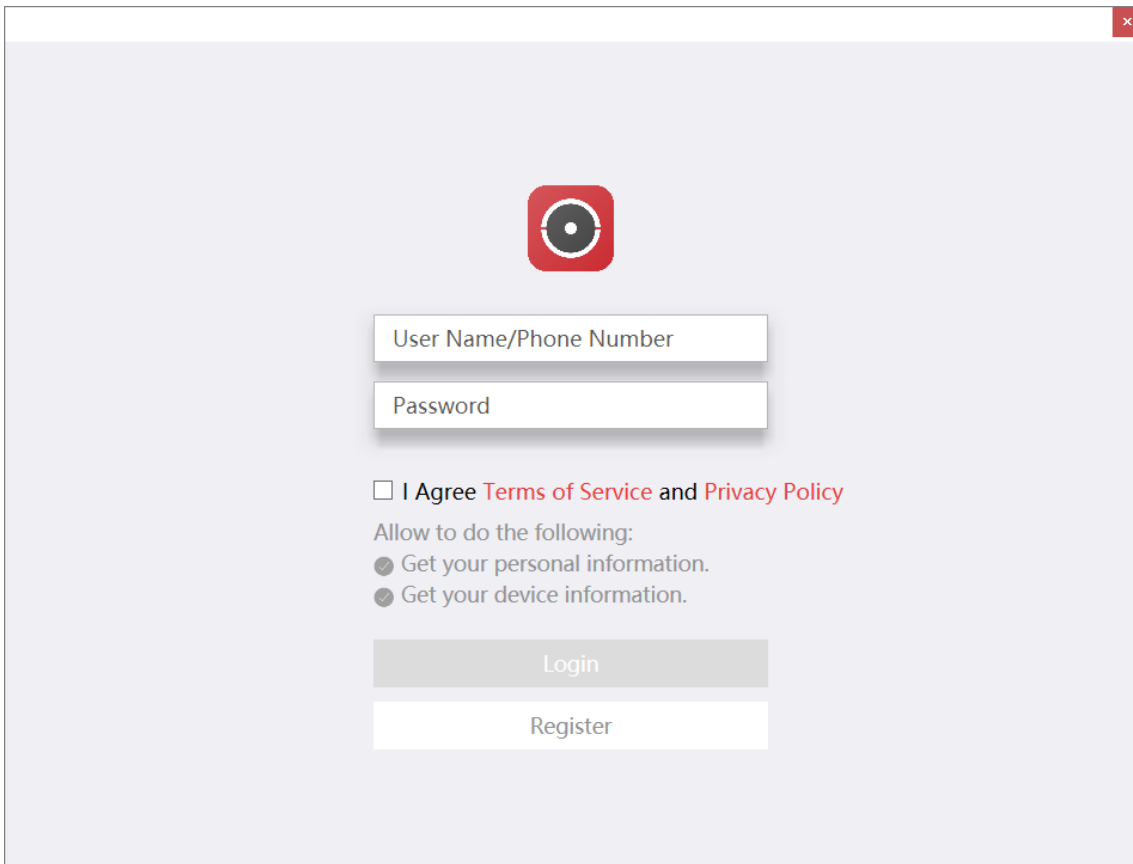 User Name/Phone Number
Password
I Agree Terms of Service and Privacy Policy
Allow to do the following:
Get your personal information.
Get your device information.
Login
Register